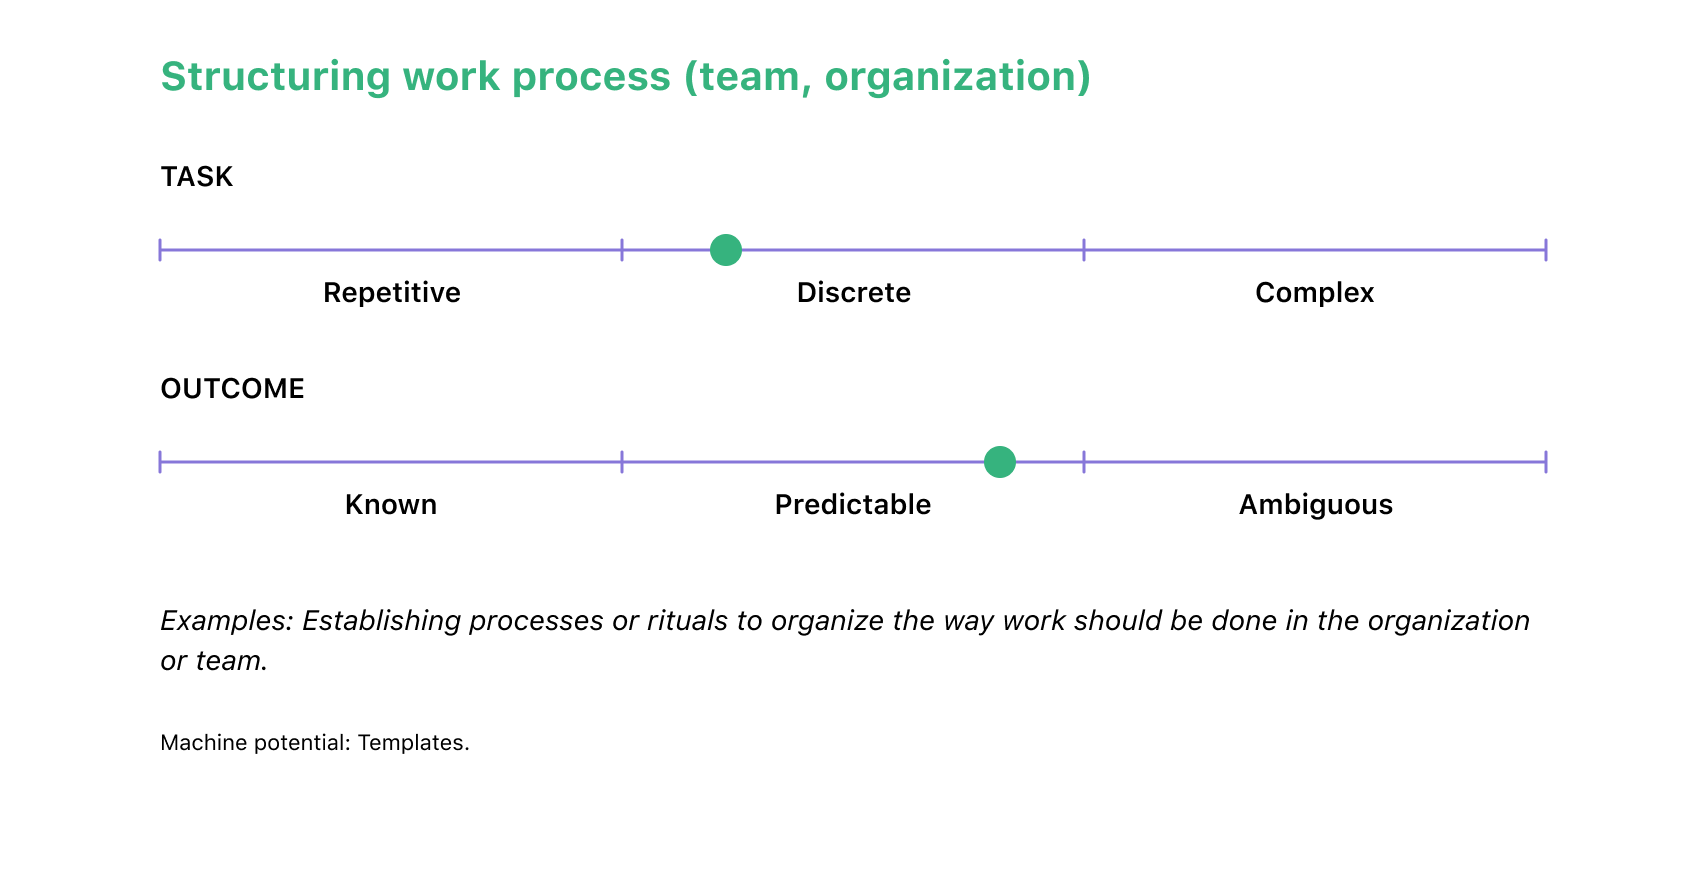 Structuring work process (team, organization)
TASK
Repetitive Discrete Complex
OUTCOME
Known Predictable Ambiguous
Examples: Establishing processes or rituals to organize the way work should be done in the organization
or team.
Machine potential: Templates.